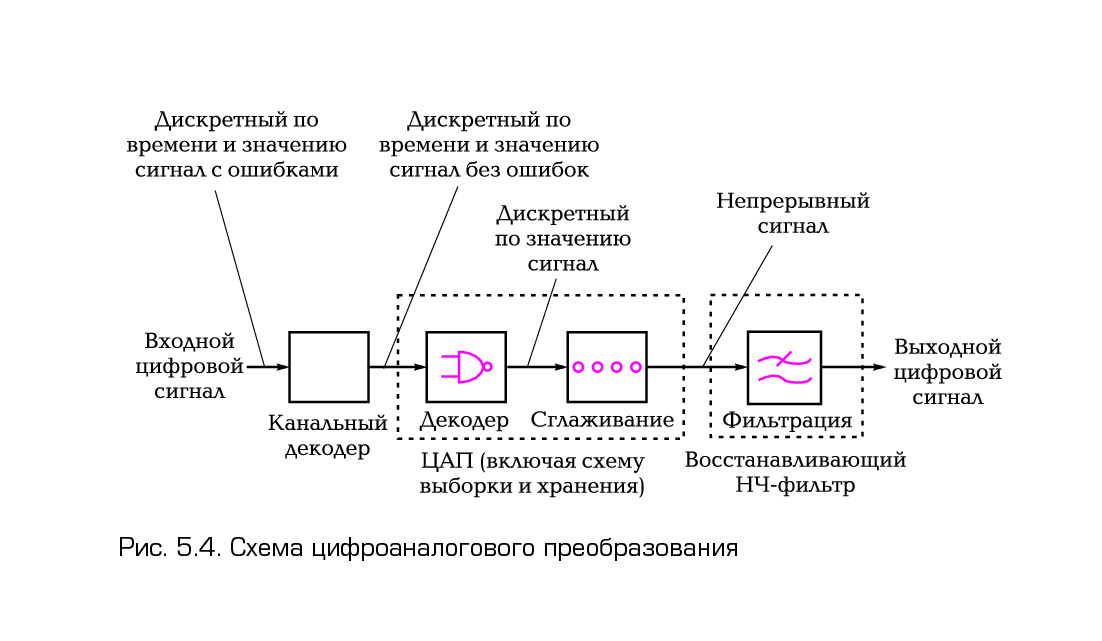 Дискретный по
времени и значению
сигнал с ошибками
Дискретный по
времени и значению
сигнал без ошибок
Дискретный
по значению
сигнал
Непрерывный
сигнал
Входной
цифровой
сигнал
Канальный
декодер
Декодер
Сглаживание
ЦАП (включая схему
выборки и хранения)
Фильтрация
Восстанавливающий
НЧ-фильтр
Выходной
цифровой
сигнал
Рис. 5.4. Схема цифроаналогового преобразования